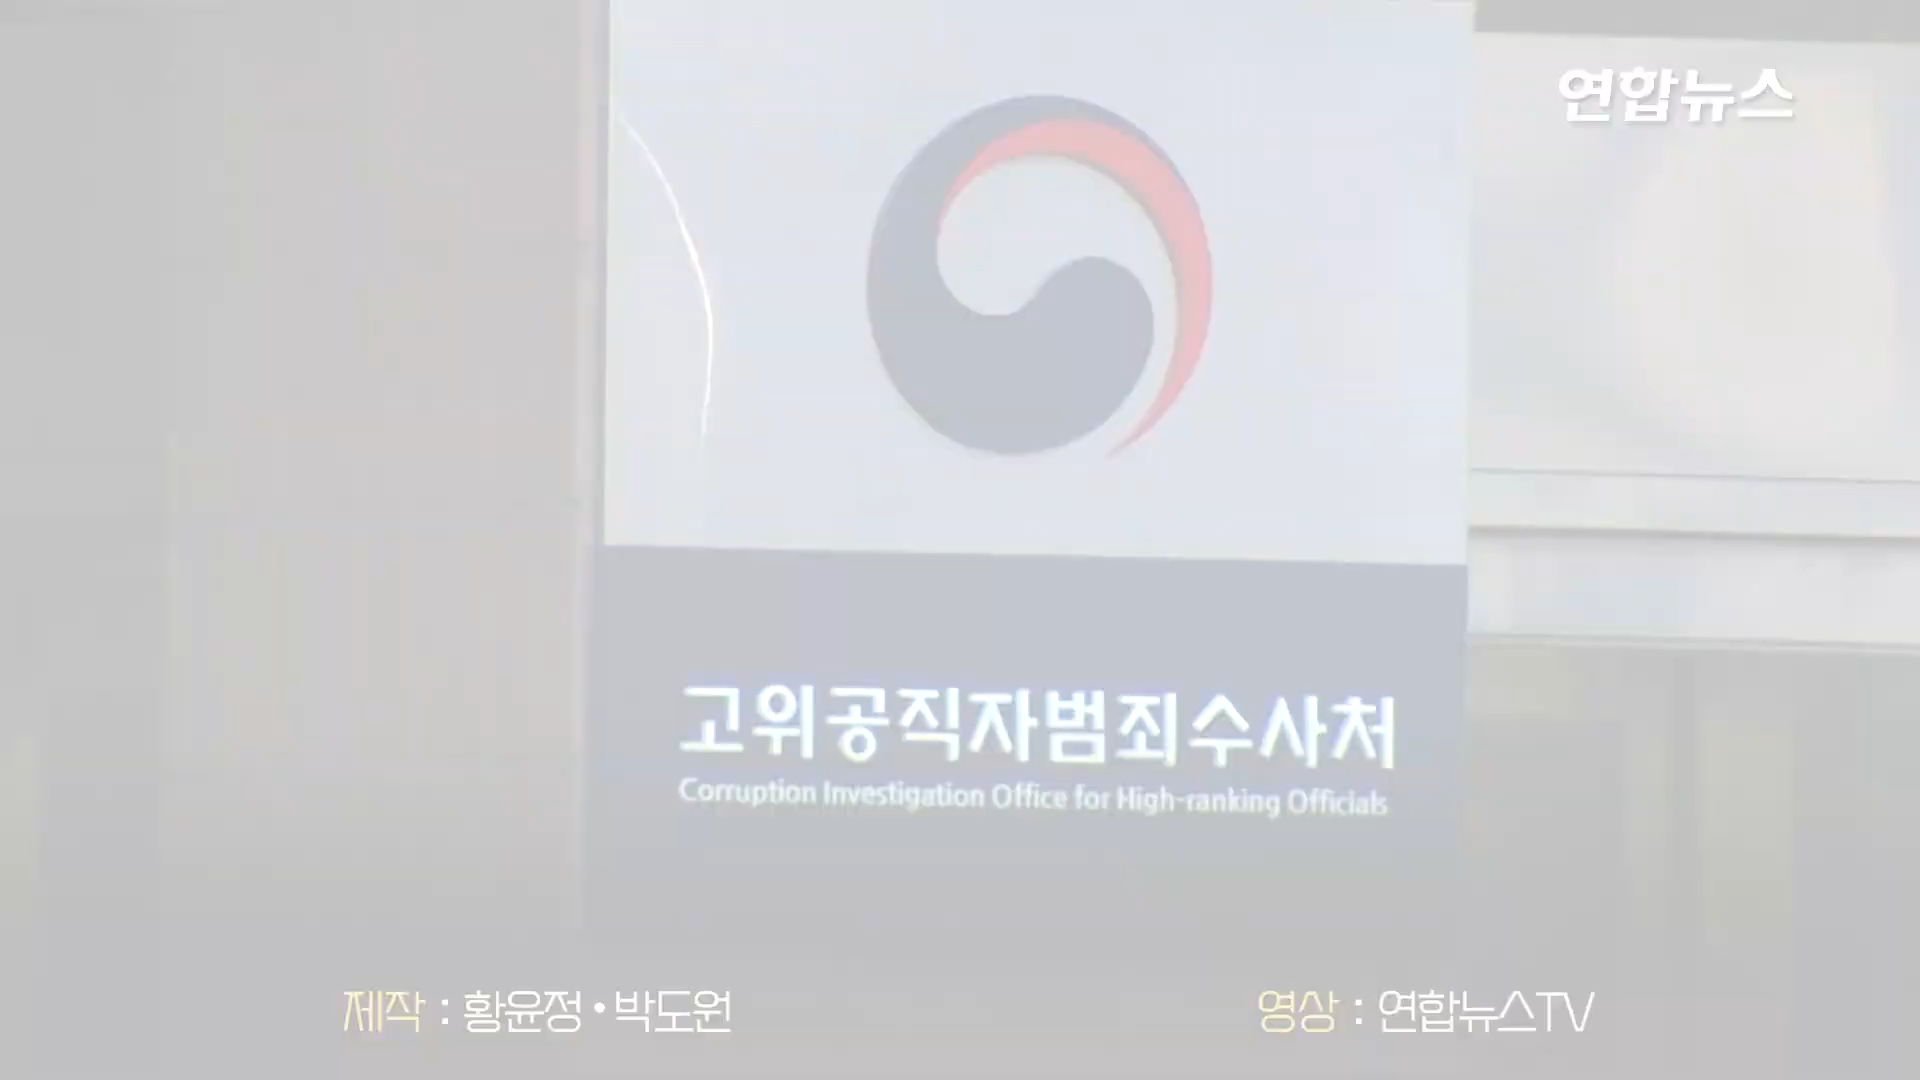 연합뉴스
고위공직자범죄수사처
Corruption Investigation Office for High-ranking Officials
제작 : 황윤정·박도원
영상 : 연합뉴스TV